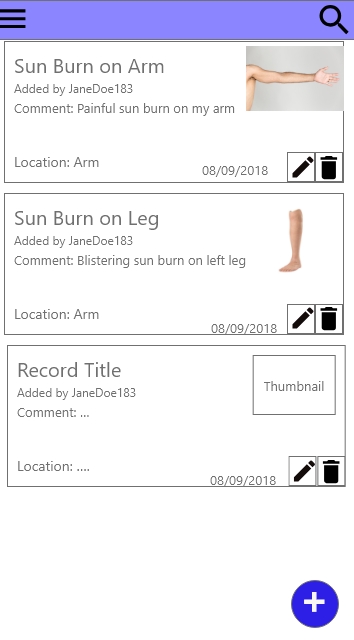 Sun Burn on Arm
Added by JaneDoe183
Comment: Painful sun burn on my arm
Location: Arm
08/09/2018
Sun Burn on Leg
Added by JaneDoe183
Comment: Blistering sun burn on left leg
Location: Arm
08/09/2018
Record Title
Added by JaneDoe183
Comment: ...
Thumbnail
Location: ....
08/09/2018